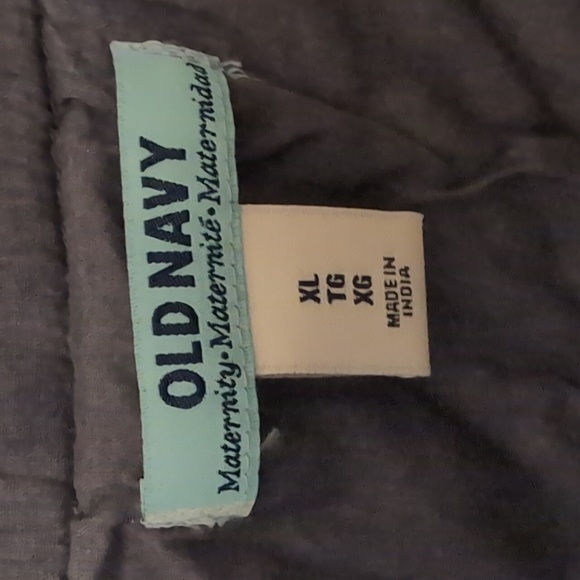 OLD NAVY
Maternity•Maternité•Maternidad
XL
TG
XG
MADE IN
INDIA